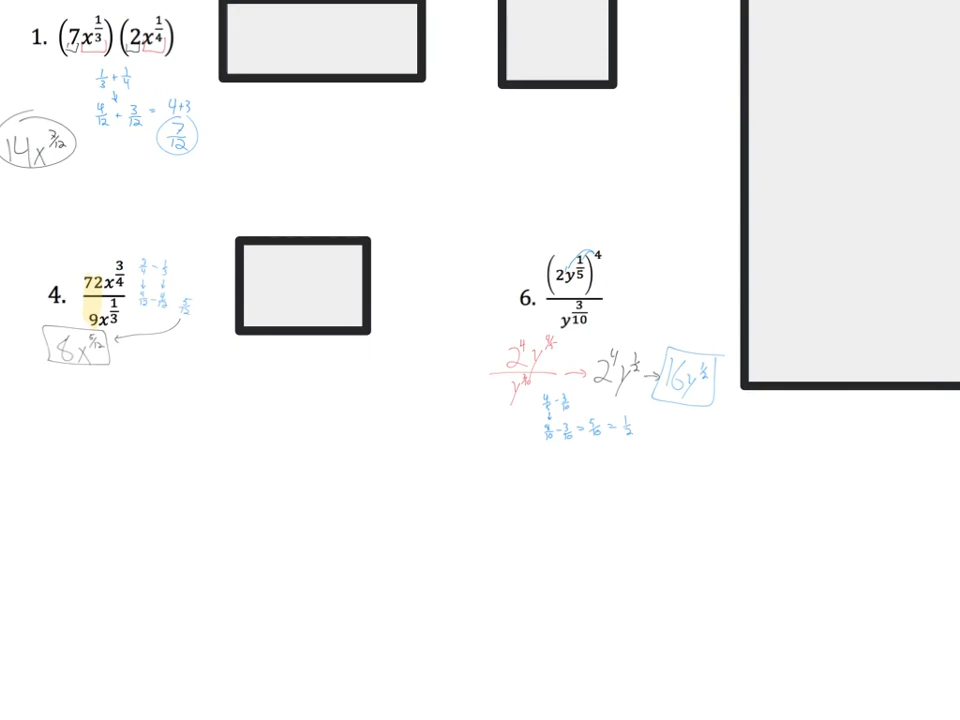 1. (7x^{1/3})(2x^{1/4})
1/3 + 1/4
4/12 + 3/12 = 4+3
7/12
14x^{7/12}
4. 72x^{3/4} / 9x^{1/3}
3/4 - 1/3
9/12 - 4/12
5/12
8x^{5/12}
6. (2y^{1/5})^4 / y^{3/10}
2^4 y^{4/5} / y^{3/10} → 2^4 y^{1/2} → 16y^{1/2}
4/5 - 3/10
8/10 - 3/10 = 5/10 = 1/2